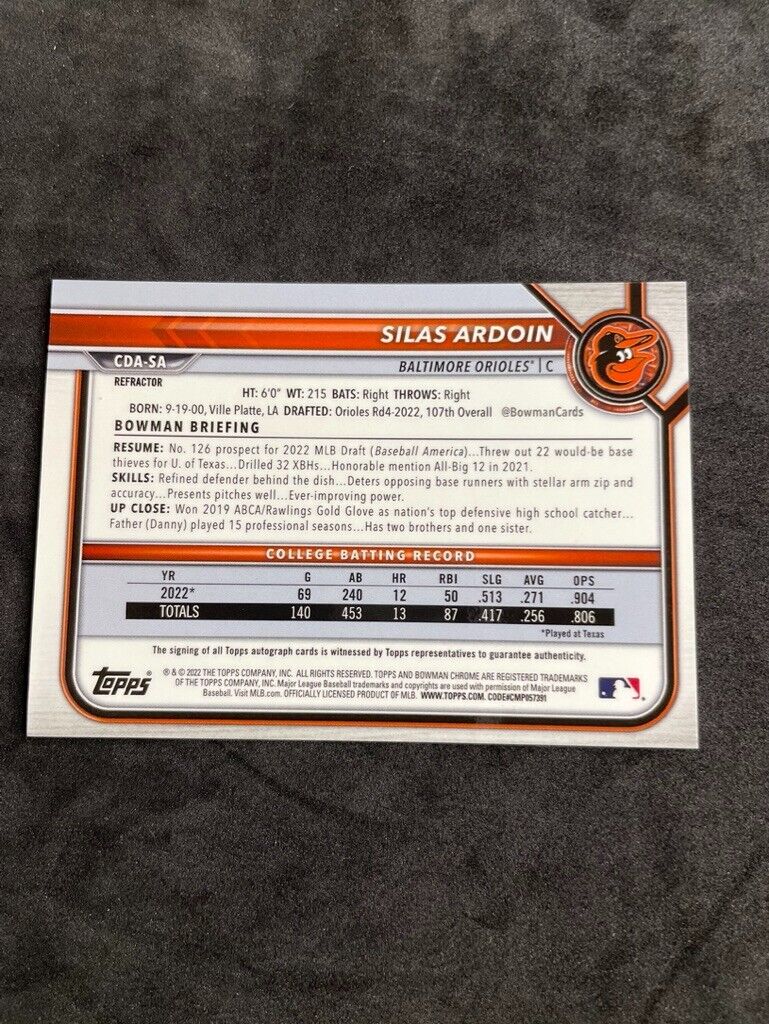 SILAS ARDOIN
CDA-SA
BALTIMORE ORIOLES® | C
REFRACTOR
HT: 6'0" WT: 215 BATS: Right THROWS: Right
BORN: 9-19-00, Ville Platte, LA DRAFTED: Orioles Rd4-2022, 107th Overall @BowmanCards
BOWMAN BRIEFING
RESUME: No. 126 prospect for 2022 MLB Draft (Baseball America)...Threw out 22 would-be base
thieves for U. of Texas...Drilled 32 XBHs...Honorable mention All-Big 12 in 2021.
SKILLS: Refined defender behind the dish...Deters opposing base runners with stellar arm zip and
accuracy...Presents pitches well...Ever-improving power.
UP CLOSE: Won 2019 ABCA/Rawlings Gold Glove as nation's top defensive high school catcher...
Father (Danny) played 15 professional seasons...Has two brothers and one sister.
COLLEGE BATTING RECORD
YR G AB HR RBI SLG AVG OPS
2022* 69 240 12 50 .513 .271 .904
TOTALS 140 453 13 87 .417 .256 .806
*Played at Texas
The signing of all Topps autograph cards is witnessed by Topps representatives to guarantee authenticity.
Topps®
® & © 2022 THE TOPPS COMPANY, INC. ALL RIGHTS RESERVED. TOPPS AND BOWMAN CHROME ARE REGISTERED TRADEMARKS
OF THE TOPPS COMPANY, INC. Major League Baseball trademarks and copyrights are used with permission of Major League
Baseball. Visit MLB.com. OFFICIALLY LICENSED PRODUCT OF MLB. WWW.TOPPS.COM. CODE#CMP057391